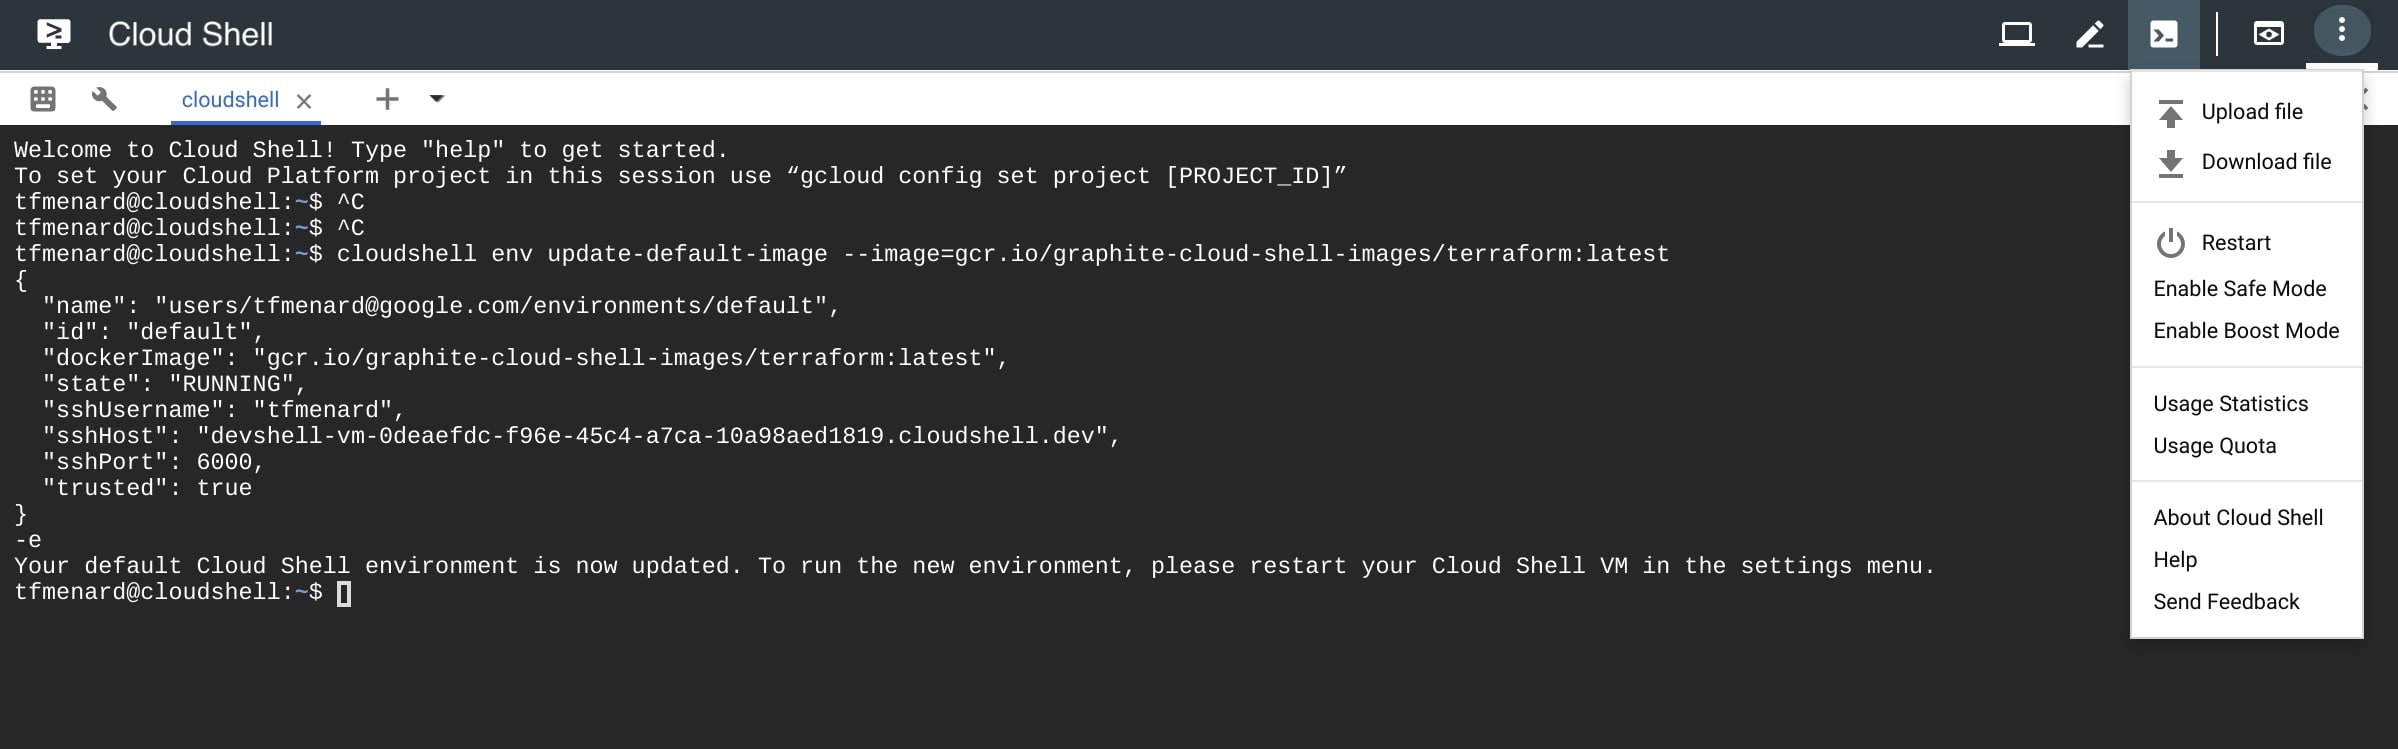 Cloud Shell
cloudshell
Welcome to Cloud Shell! Type "help" to get started.
To set your Cloud Platform project in this session use “gcloud config set project [PROJECT_ID]”
tfmenard@cloudshell:~$ ^C
tfmenard@cloudshell:~$ ^C
tfmenard@cloudshell:~$ cloudshell env update-default-image --image=gcr.io/graphite-cloud-shell-images/terraform:latest
{
  "name": "users/tfmenard@google.com/environments/default",
  "id": "default",
  "dockerImage": "gcr.io/graphite-cloud-shell-images/terraform:latest",
  "state": "RUNNING",
  "sshUsername": "tfmenard",
  "sshHost": "devshell-vm-0deaefdc-f96e-45c4-a7ca-10a98aed1819.cloudshell.dev",
  "sshPort": 6000,
  "trusted": true
}
-e
Your default Cloud Shell environment is now updated. To run the new environment, please restart your Cloud Shell VM in the settings menu.
tfmenard@cloudshell:~$
Upload file
Download file
Restart
Enable Safe Mode
Enable Boost Mode
Usage Statistics
Usage Quota
About Cloud Shell
Help
Send Feedback